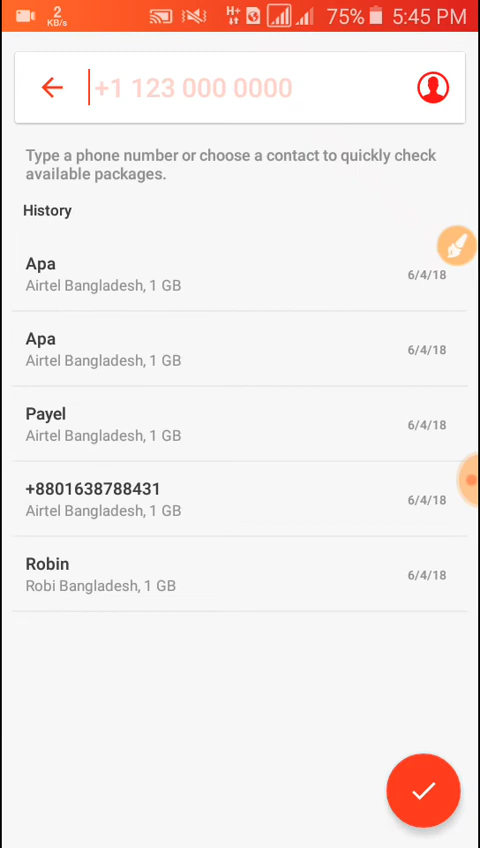 2
KB/s
H+
75%
5:45 PM
+1 123 000 0000
Type a phone number or choose a contact to quickly check
available packages.
History
Apa
6/4/18
Airtel Bangladesh, 1 GB
Apa
6/4/18
Airtel Bangladesh, 1 GB
Payel
6/4/18
Airtel Bangladesh, 1 GB
+8801638788431
6/4/18
Airtel Bangladesh, 1 GB
Robin
6/4/18
Robi Bangladesh, 1 GB